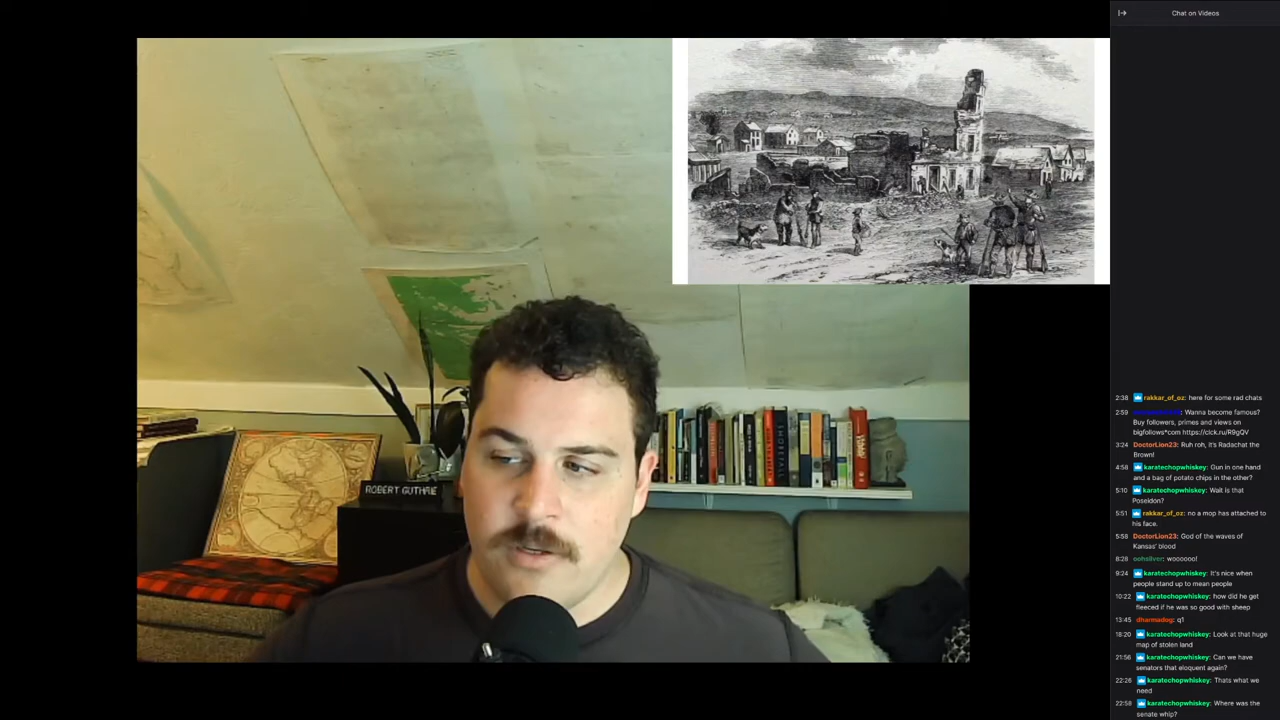 Chat on Videos
ROBERT GUTHRIE
SMORETALL
2:38 rakkar_of_oz: here for some rad chats
2:59 Wanna become famous?
Buy followers, primes and views on
bigfollows*com https://clck.ru/R9gQV
3:24 DoctorLion23: Ruh roh, it's Radschat the
Brown!
4:56 karatechopwhiskey: Gun in one hand
and a bag of potato chips in the other?
5:10 karatechopwhiskey: Wait is that
Poseidon?
5:51 rakkar_of_oz: no a mop has attached to
his face.
5:58 DoctorLion23: God of the waves of
Kansas' blood
8:28 oohsilver: woooooo!
9:24 karatechopwhiskey: It's nice when
people stand up to mean people
10:22 karatechopwhiskey: how did he get
fleeced if he was so good with sheep
13:45 dharmadog: q1
18:20 karatechopwhiskey: Look at that huge
map of stolen land
21:56 karatechopwhiskey: Can we have
senators that eloquent again?
22:26 karatechopwhiskey: Thats what we
need
22:58 karatechopwhiskey: Where was the
senate whip?